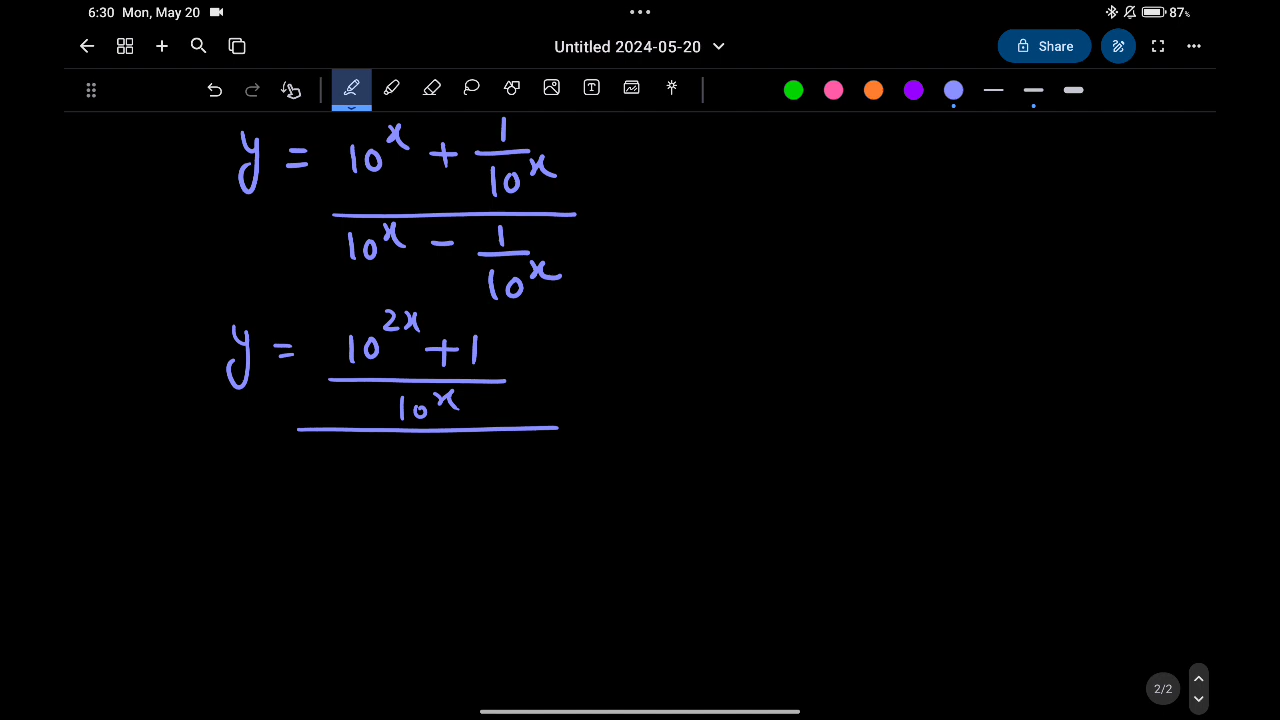 6:30 Mon, May 20 87%
Untitled 2024-05-20 Share
y = 10^x + 1/10^x
10^x - 1/10^x
y = 10^2x + 1
10^x
2/2